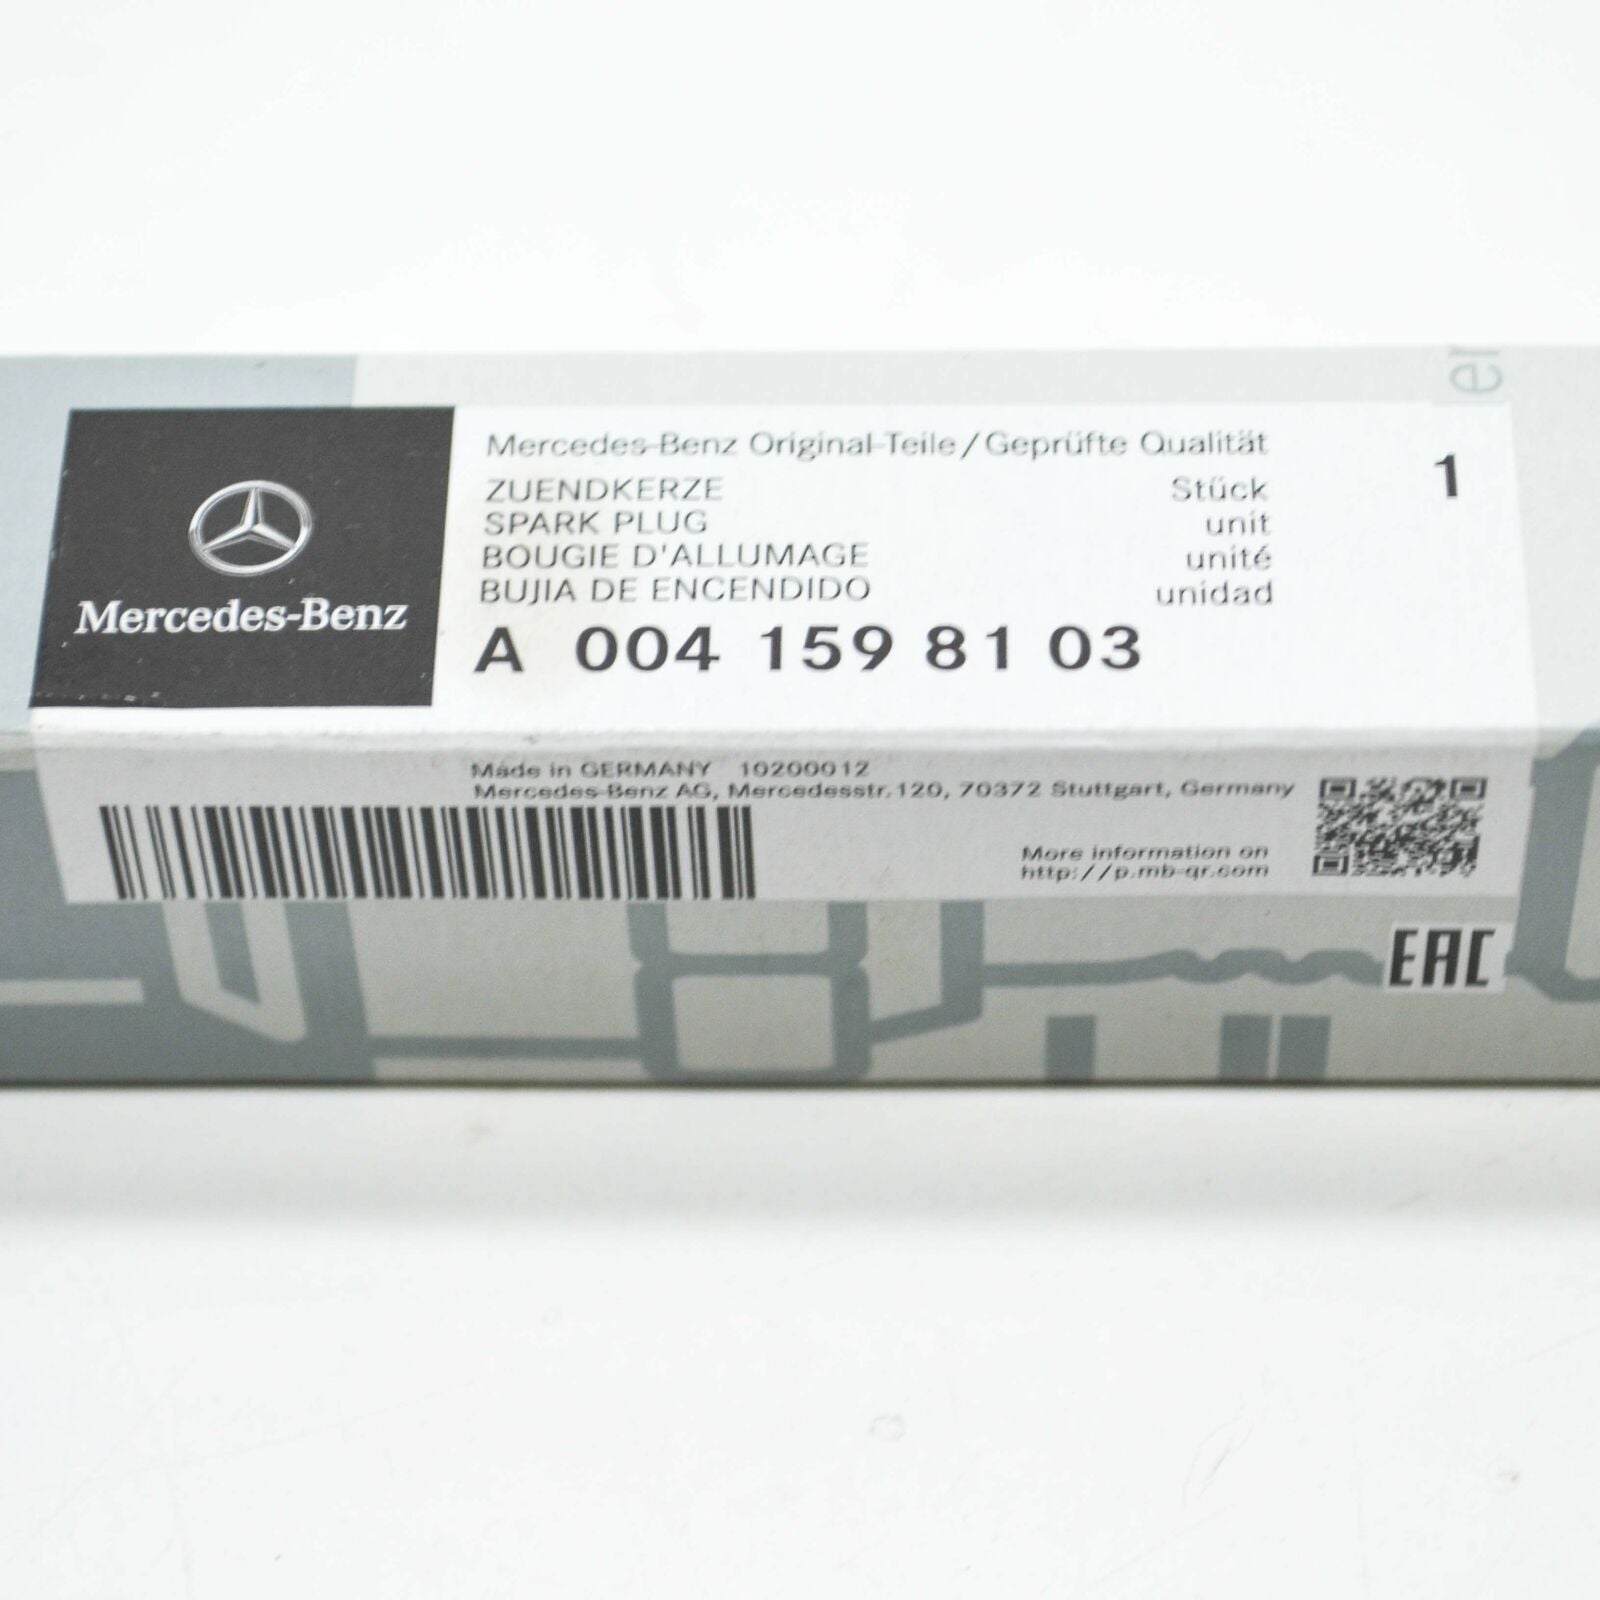 er
Mercedes-Benz
Mercedes-Benz Original-Teile/Geprüfte Qualität
ZUENDKERZE Stück 1
SPARK PLUG unit
BOUGIE D'ALLUMAGE unité
BUJIA DE ENCENDIDO unidad
A 004 159 81 03
Made in GERMANY 10200012
Mercedes-Benz AG, Mercedesstr.120, 70372 Stuttgart, Germany
More information on
http://p.mb-qr.com
EAC